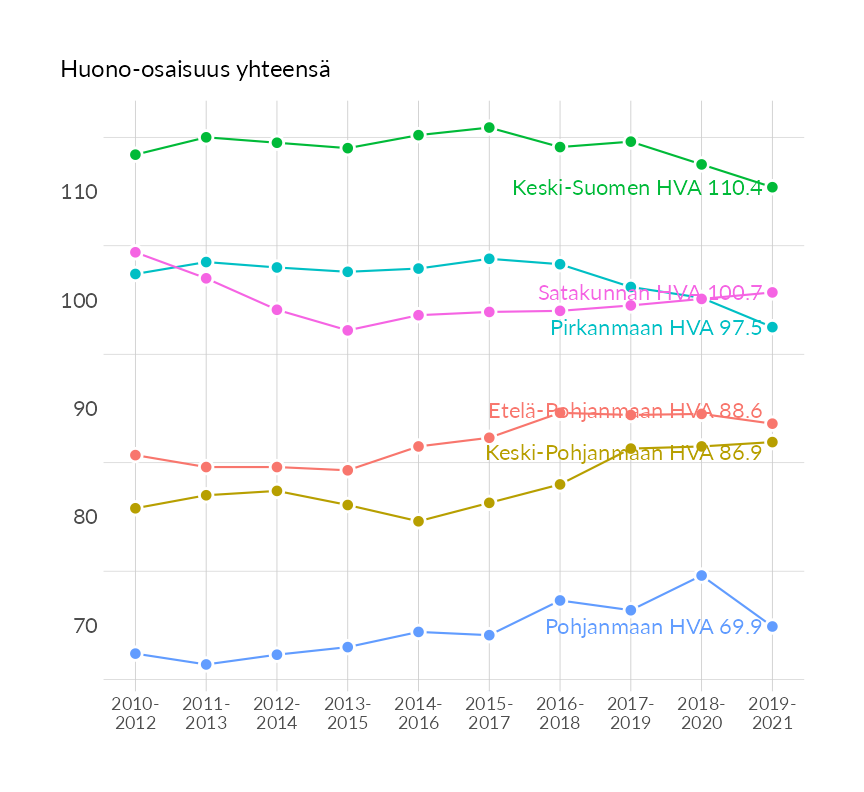 Huono-osaisuus yhteensä
110
Keski-Suomen HVA 110.4
100
Satakunnan HVA 100.7
Pirkanmaan HVA 97.5
90
Etelä-Pohjanmaan HVA 88.6
Keski-Pohjanmaan HVA 86.9
80
70
Pohjanmaan HVA 69.9
2010- 2011- 2012- 2013- 2014- 2015- 2016- 2017- 2018- 2019-
2012 2013 2014 2015 2016 2017 2018 2019 2020 2021